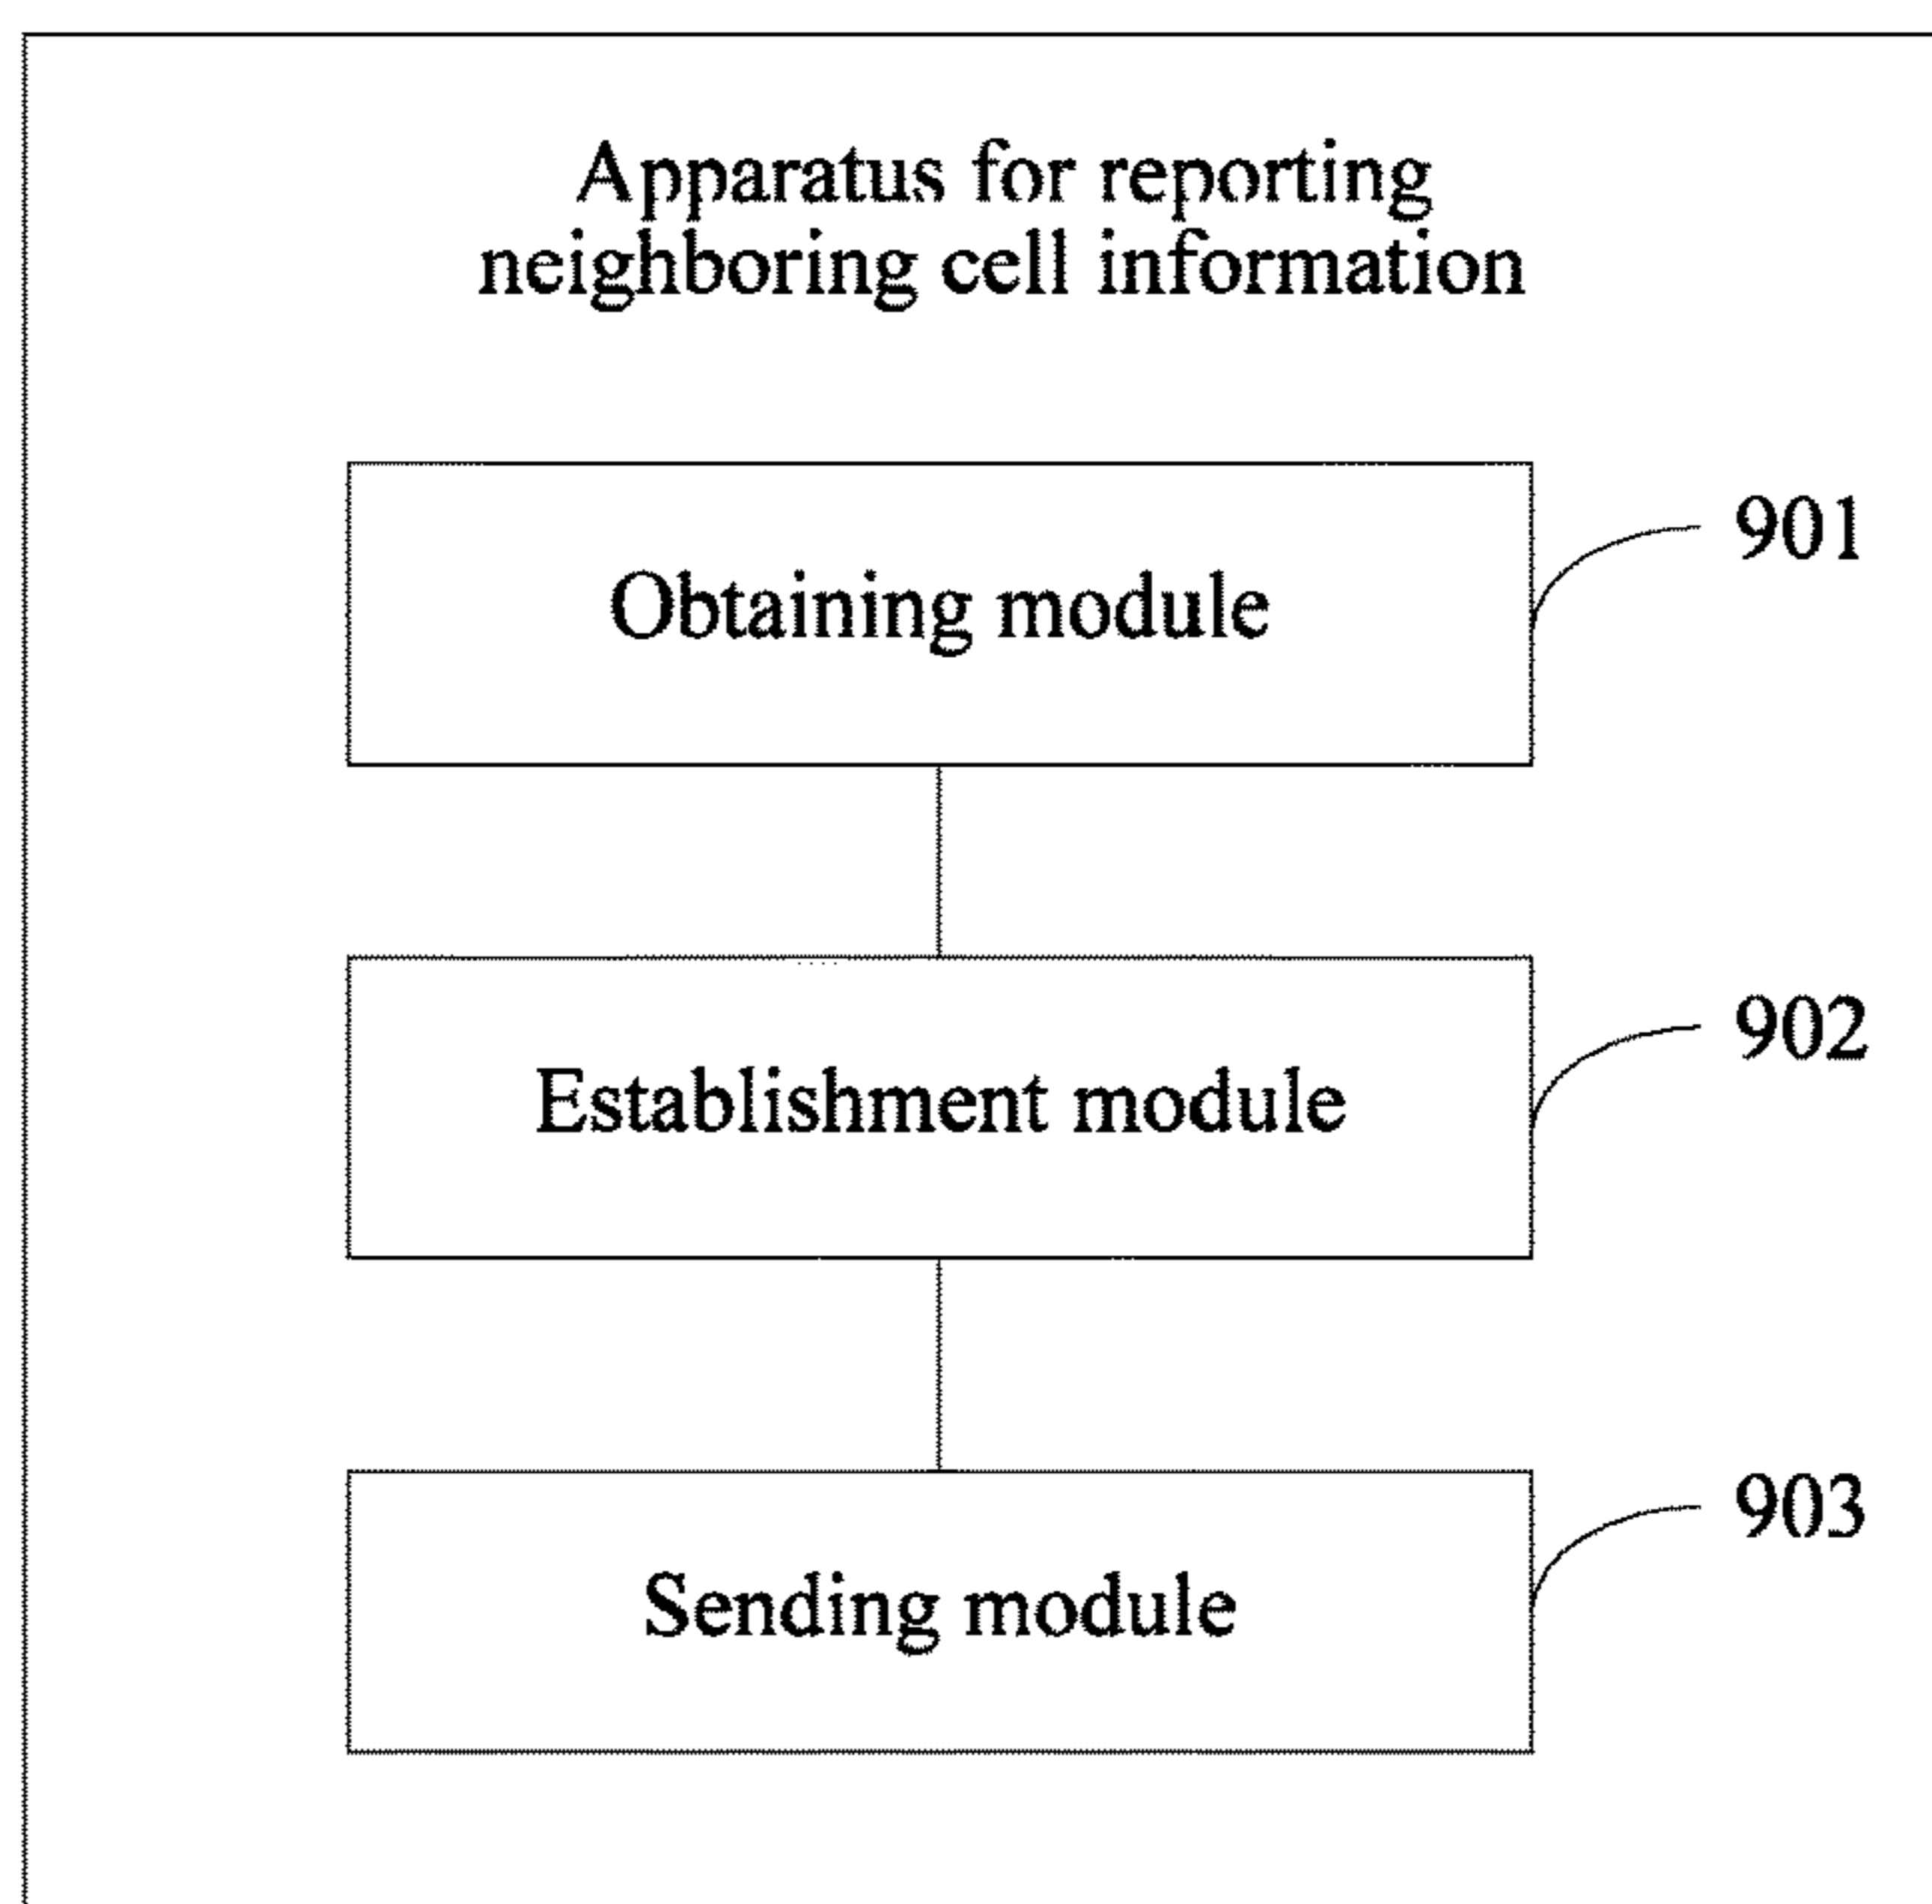 Apparatus for reporting
neighboring cell information
Obtaining module
901
Establishment module
902
Sending module
903